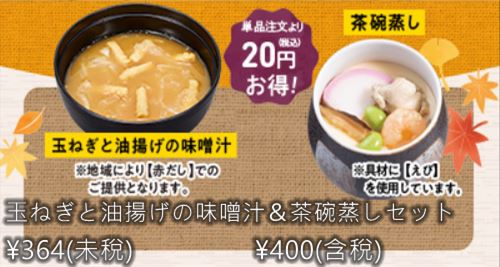 単品注文より
20円(税込)
お得!
茶碗蒸し
玉ねぎと油揚げの味噌汁
※地域により【赤だし】での
ご提供となります。
※具材に【えび】
を使用しています。
玉ねぎと油揚げの味噌汁&茶碗蒸しセット
¥364(未税) ¥400(含税)